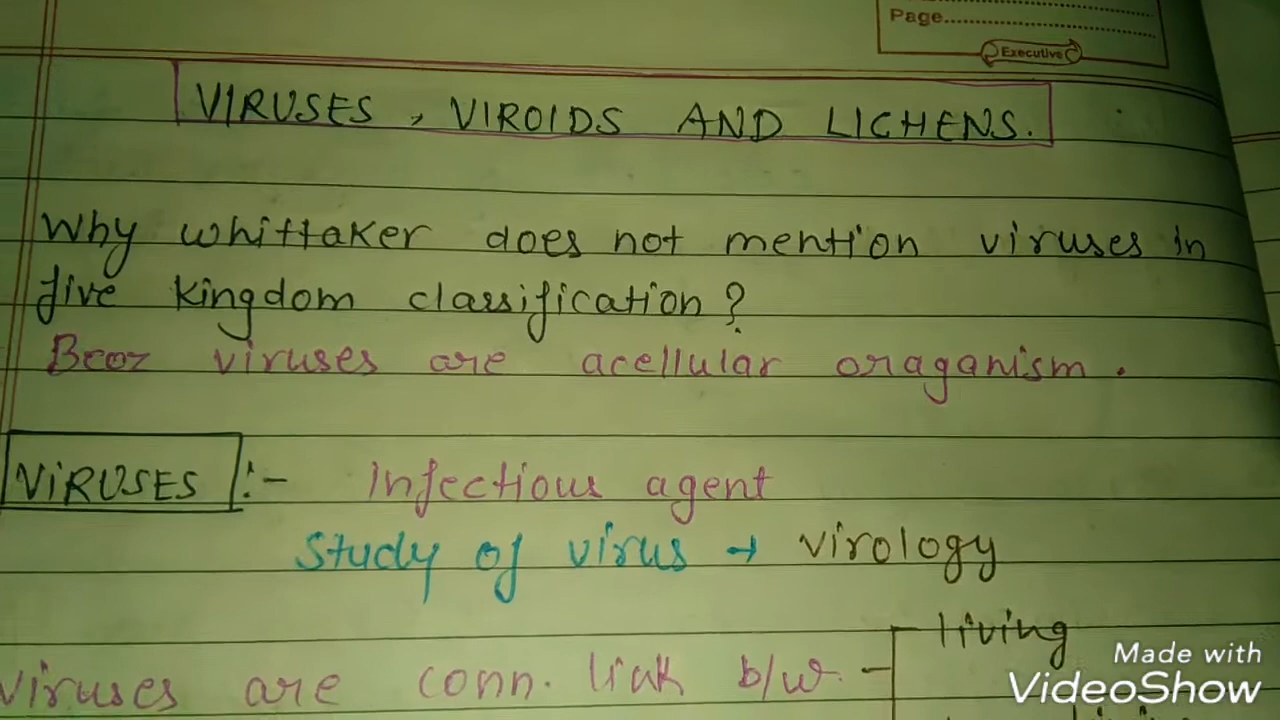 Page
Executive
VIRUSES, VIROIDS AND LICHENS.
Why whittaker does not mention viruses in
five kingdom classification?
Bcoz viruses are acellular oraganism.
ViRUSES :- Infectious agent
Study of virus → virology
living
viruses are conn. link b/w.
Made with
VideoShow